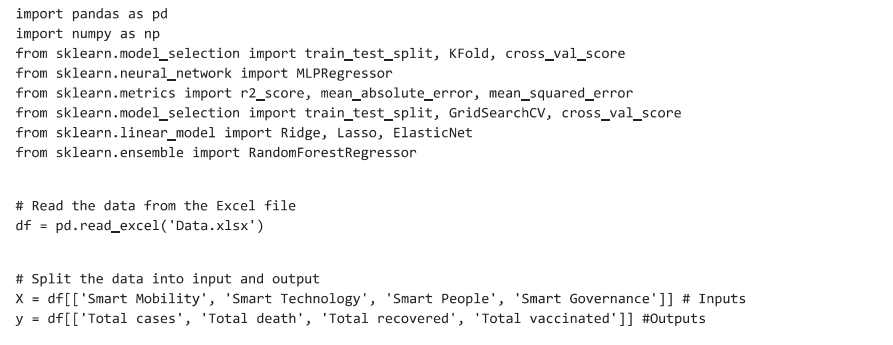 import pandas as pd
import numpy as np
from sklearn.model_selection import train_test_split, KFold, cross_val_score
from sklearn.neural_network import MLPRegressor
from sklearn.metrics import r2_score, mean_absolute_error, mean_squared_error
from sklearn.model_selection import train_test_split, GridSearchCV, cross_val_score
from sklearn.linear_model import Ridge, Lasso, ElasticNet
from sklearn.ensemble import RandomForestRegressor
# Read the data from the Excel file
df = pd.read_excel('Data.xlsx')
# Split the data into input and output
X = df[['Smart Mobility', 'Smart Technology', 'Smart People', 'Smart Governance']] # Inputs
y = df[['Total cases', 'Total death', 'Total recovered', 'Total vaccinated']] #Outputs